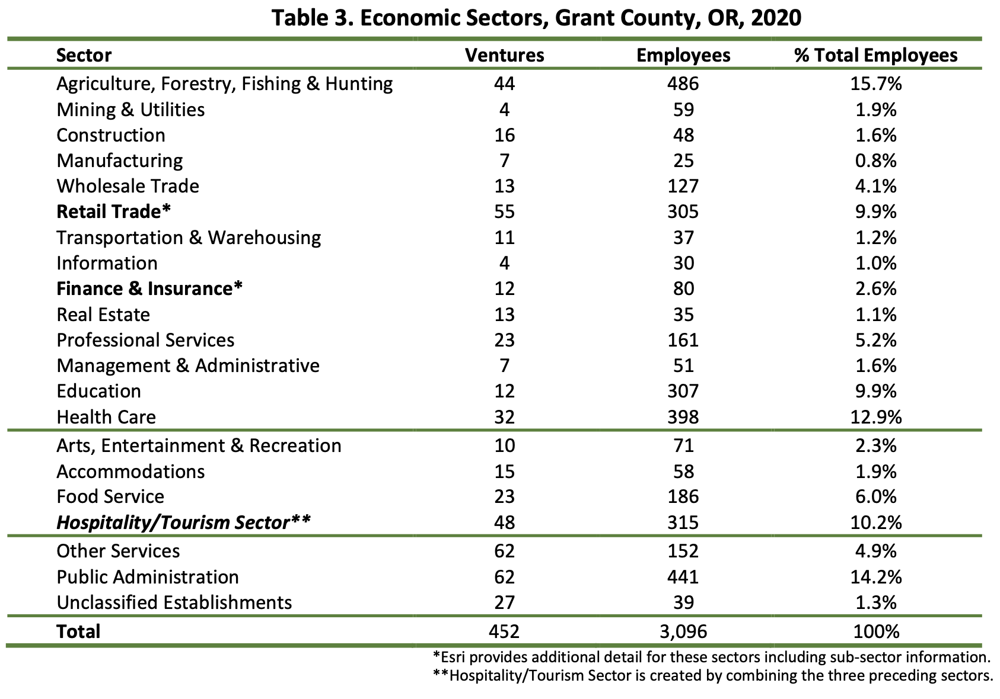 Table 3. Economic Sectors, Grant County, OR, 2020
Sector Ventures Employees % Total Employees
Agriculture, Forestry, Fishing & Hunting 44 486 15.7%
Mining & Utilities 4 59 1.9%
Construction 16 48 1.6%
Manufacturing 7 25 0.8%
Wholesale Trade 13 127 4.1%
Retail Trade* 55 305 9.9%
Transportation & Warehousing 11 37 1.2%
Information 4 30 1.0%
Finance & Insurance* 12 80 2.6%
Real Estate 13 35 1.1%
Professional Services 23 161 5.2%
Management & Administrative 7 51 1.6%
Education 12 307 9.9%
Health Care 32 398 12.9%
Arts, Entertainment & Recreation 10 71 2.3%
Accommodations 15 58 1.9%
Food Service 23 186 6.0%
Hospitality/Tourism Sector** 48 315 10.2%
Other Services 62 152 4.9%
Public Administration 62 441 14.2%
Unclassified Establishments 27 39 1.3%
Total 452 3,096 100%
*Esri provides additional detail for these sectors including sub-sector information.
**Hospitality/Tourism Sector is created by combining the three preceding sectors.